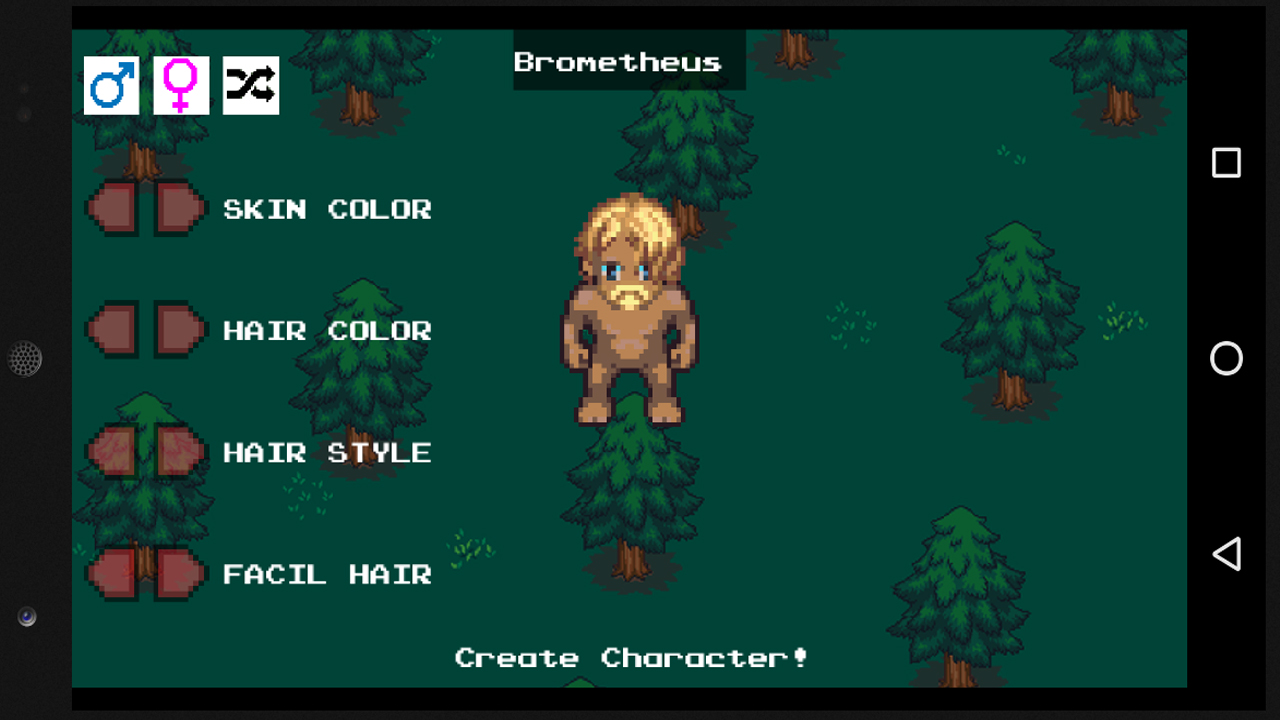 Brometheus
SKIN COLOR
HAIR COLOR
HAIR STYLE
FACIL HAIR
Create Character!